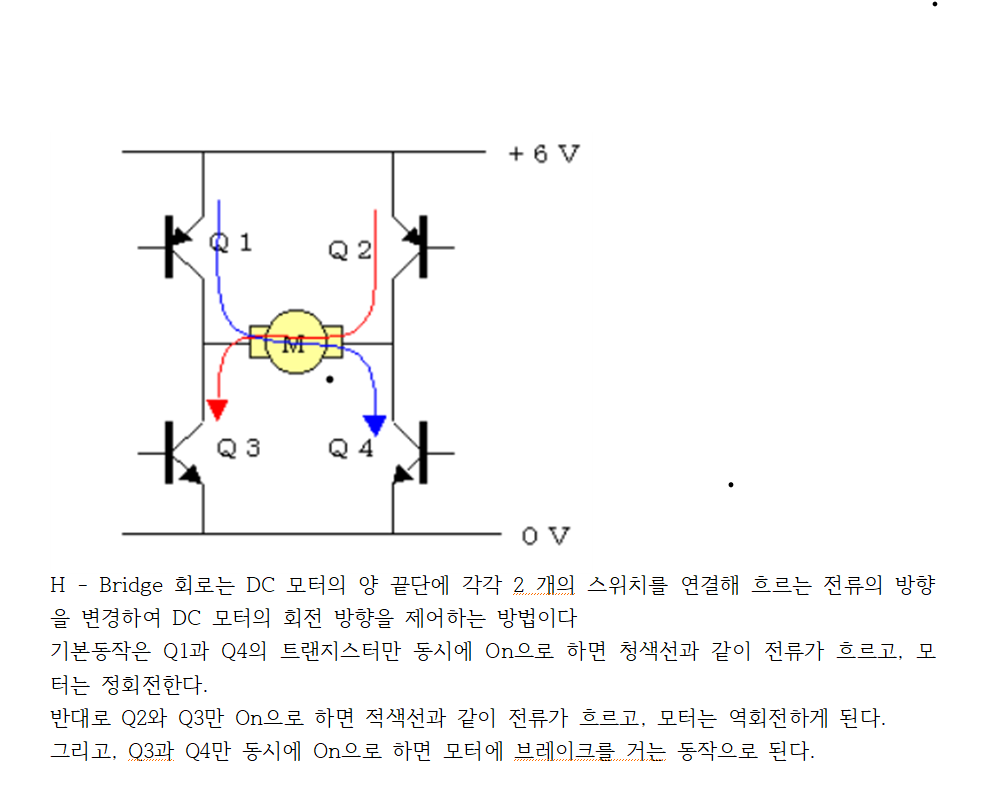 + 6 V
Q 1
Q 2
M
Q 3
Q 4
0 V
H - Bridge 회로는 DC 모터의 양 끝단에 각각 2 개의 스위치를 연결해 흐르는 전류의 방향
을 변경하여 DC 모터의 회전 방향을 제어하는 방법이다
기본동작은 Q1과 Q4의 트랜지스터만 동시에 On으로 하면 청색선과 같이 전류가 흐르고, 모
터는 정회전한다.
반대로 Q2와 Q3만 On으로 하면 적색선과 같이 전류가 흐르고, 모터는 역회전하게 된다.
그리고, Q3과 Q4만 동시에 On으로 하면 모터에 브레이크를 거는 동작으로 된다.